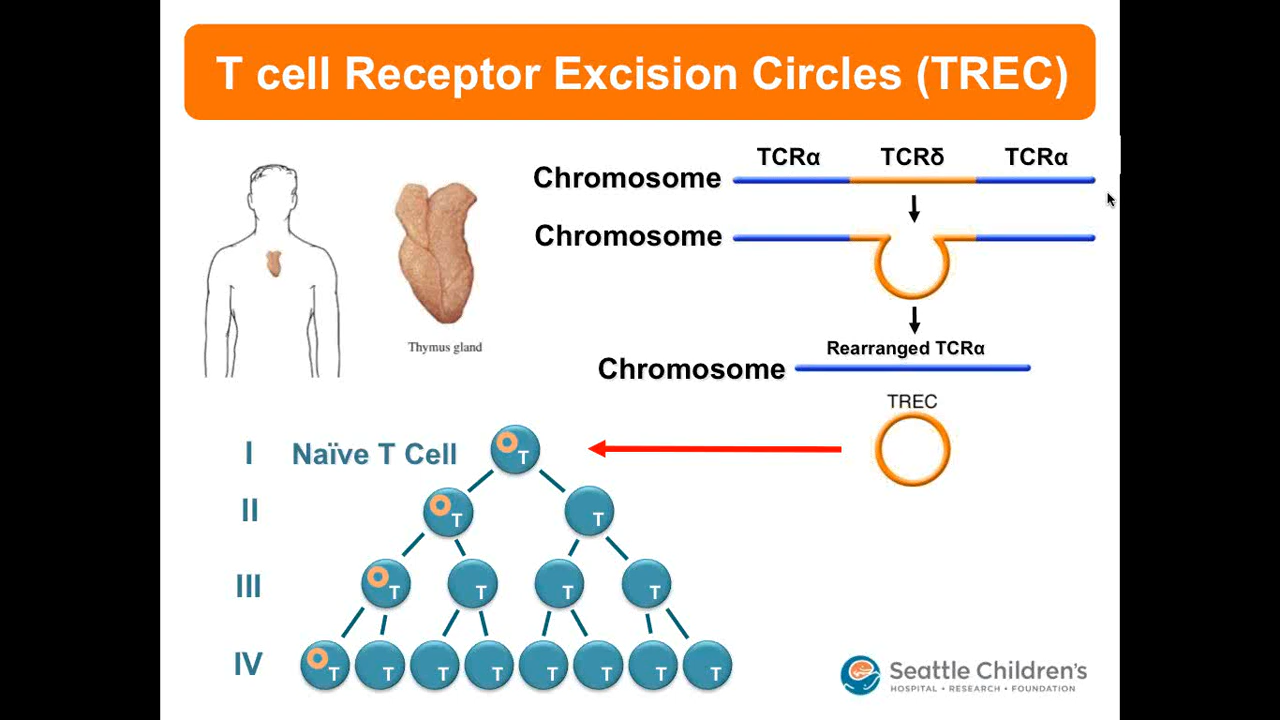 T cell Receptor Excision Circles (TREC)
TCRα TCRδ TCRα
Chromosome
Chromosome
Thymus gland
Rearranged TCRα
Chromosome
TREC
I Naïve T Cell T
II T T
III T T T T
IV T T T T T T T T
Seattle Children's
HOSPITAL • RESEARCH • FOUNDATION